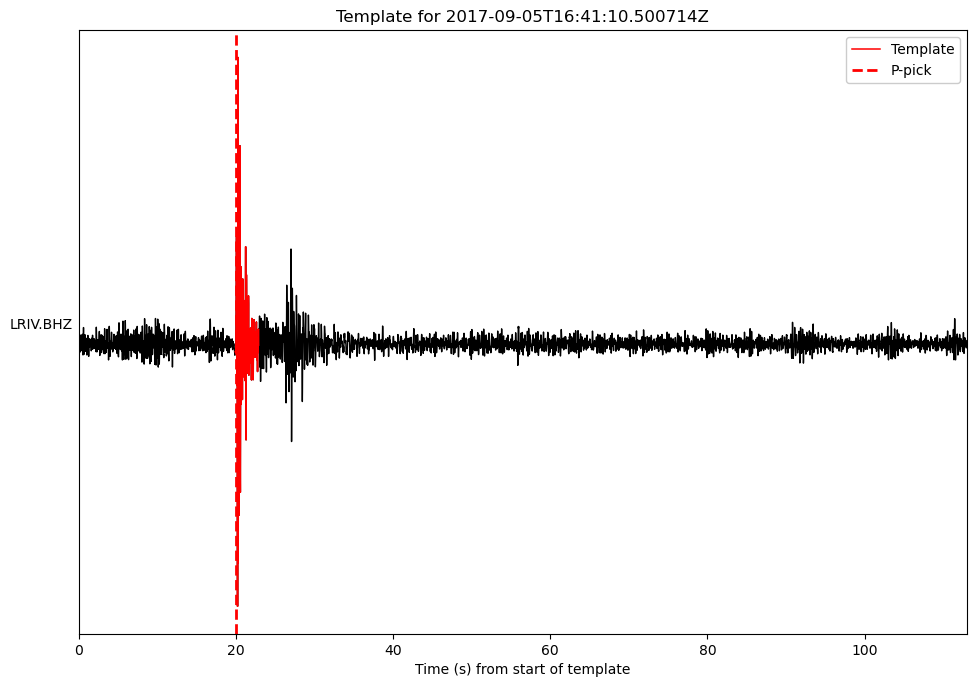 Template for 2017-09-05T16:41:10.500714Z
Template
P-pick
LRIV.BHZ
0 20 40 60 80 100
Time (s) from start of template